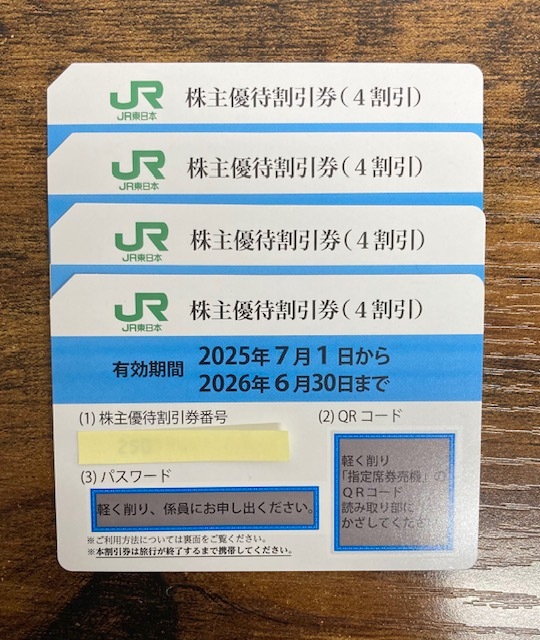 JR
JR東日本
株主優待割引券(4割引)
JR
JR東日本
株主優待割引券(4割引)
JR
JR東日本
株主優待割引券(4割引)
JR
JR東日本
株主優待割引券(4割引)
有効期間 2025年7月1日から
2026年6月30日まで
(1) 株主優待割引券番号
(2) QRコード
軽く削り
「指定席券売機」の
QRコード
読み取り部に
かざしてくださ
(3) パスワード
軽く削り、係員にお申し出ください。
※ご利用方法については裏面をご覧ください。
※本割引券は旅行が終了するまで携帯してください。